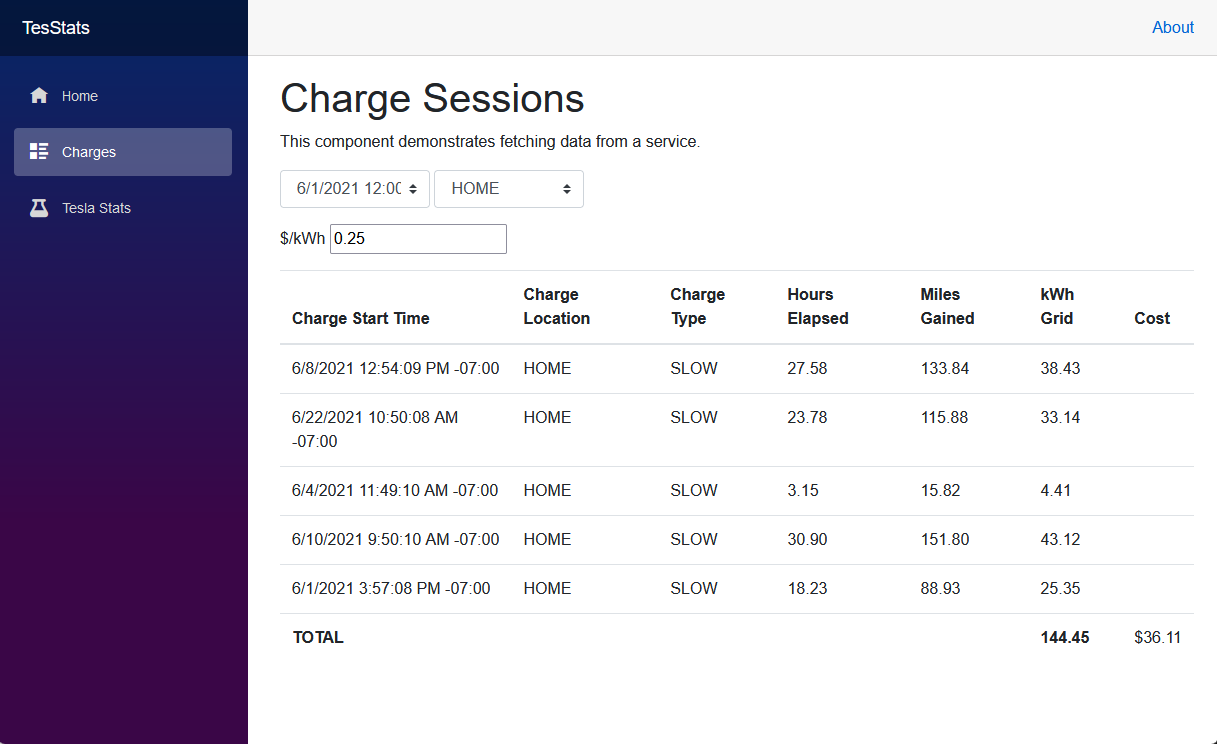 TesStats
About
Home
Charges
Tesla Stats
Charge Sessions
This component demonstrates fetching data from a service.
6/1/2021 12:00 HOME
$/kWh 0.25
Charge Start Time Charge Location Charge Type Hours Elapsed Miles Gained kWh Grid Cost
6/8/2021 12:54:09 PM -07:00 HOME SLOW 27.58 133.84 38.43
6/22/2021 10:50:08 AM HOME SLOW 23.78 115.88 33.14
-07:00
6/4/2021 11:49:10 AM -07:00 HOME SLOW 3.15 15.82 4.41
6/10/2021 9:50:10 AM -07:00 HOME SLOW 30.90 151.80 43.12
6/1/2021 3:57:08 PM -07:00 HOME SLOW 18.23 88.93 25.35
TOTAL 144.45 $36.11